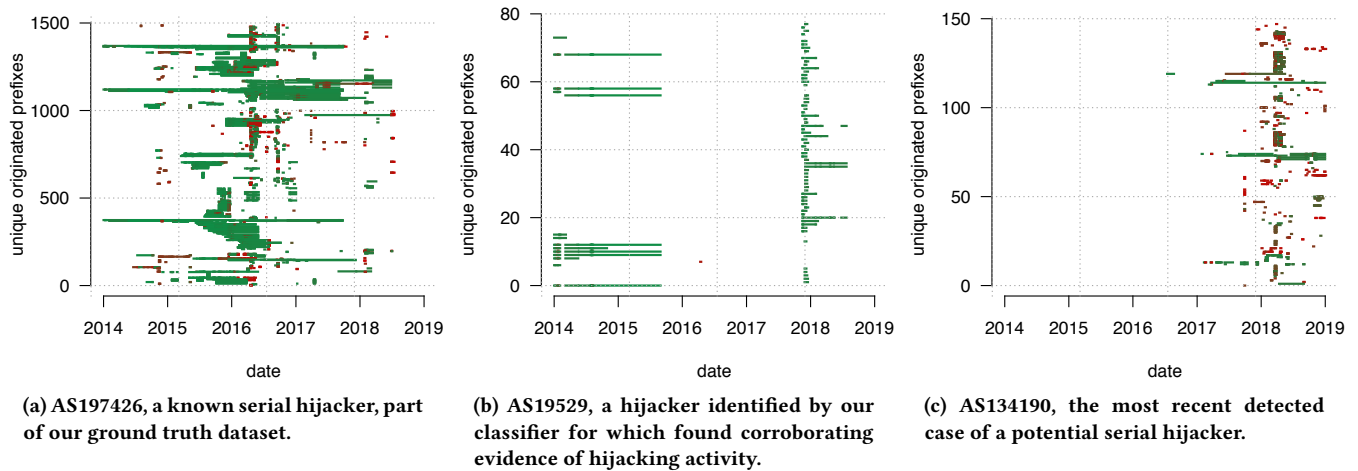 unique originated prefixes
1500
1000
500
0
2014 2015 2016 2017 2018 2019
date
(a) AS197426, a known serial hijacker, part
of our ground truth dataset.
unique originated prefixes
80
60
40
20
0
2014 2015 2016 2017 2018 2019
date
(b) AS19529, a hijacker identified by our
classifier for which found corroborating
evidence of hijacking activity.
unique originated prefixes
150
100
50
0
2014 2015 2016 2017 2018 2019
date
(c) AS134190, the most recent detected
case of a potential serial hijacker.